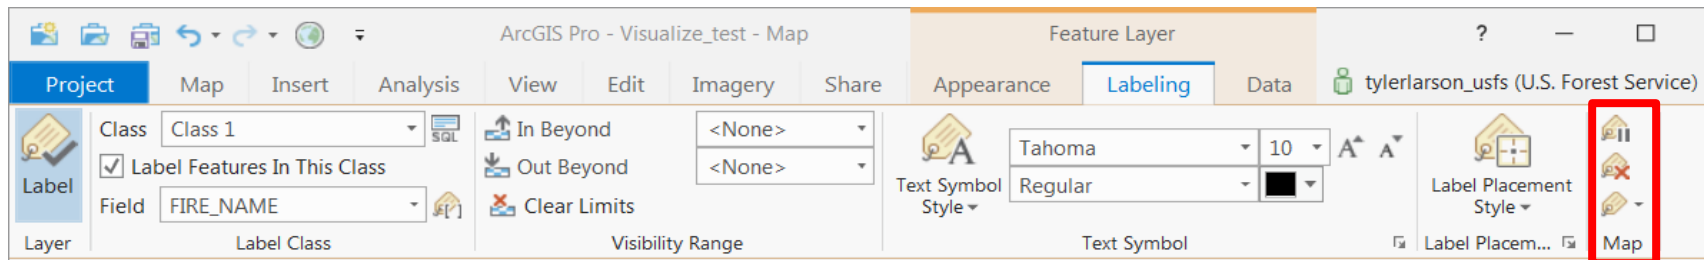 ArcGIS Pro - Visualize_test - Map
Feature Layer
?
Project Map Insert Analysis View Edit Imagery Share Appearance Labeling Data tylerlarson_usfs (U.S. Forest Service)
Label
Class Class 1 SQL
Label Features In This Class
Field FIRE_NAME
In Beyond <None>
Out Beyond <None>
Clear Limits
A
Text Symbol
Style
Tahoma 10 A A
Regular
Label Placement
Style
Layer Label Class Visibility Range Text Symbol Label Placem... Map